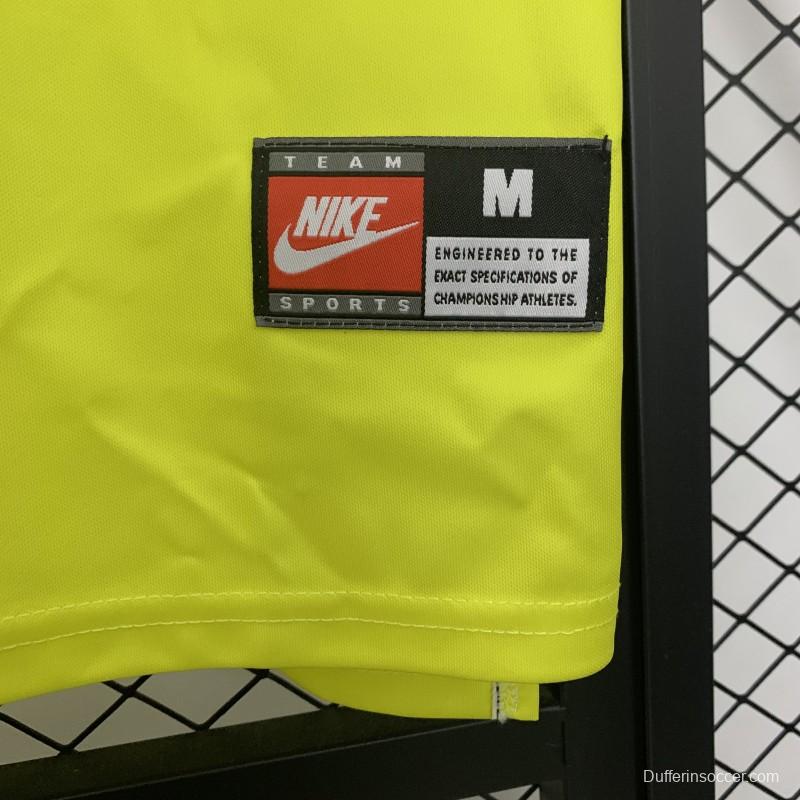 TEAM
NIKE
SPORTS
M
ENGINEERED TO THE
EXACT SPECIFICATIONS OF
CHAMPIONSHIP ATHLETES.
Dufferinsoccer.com